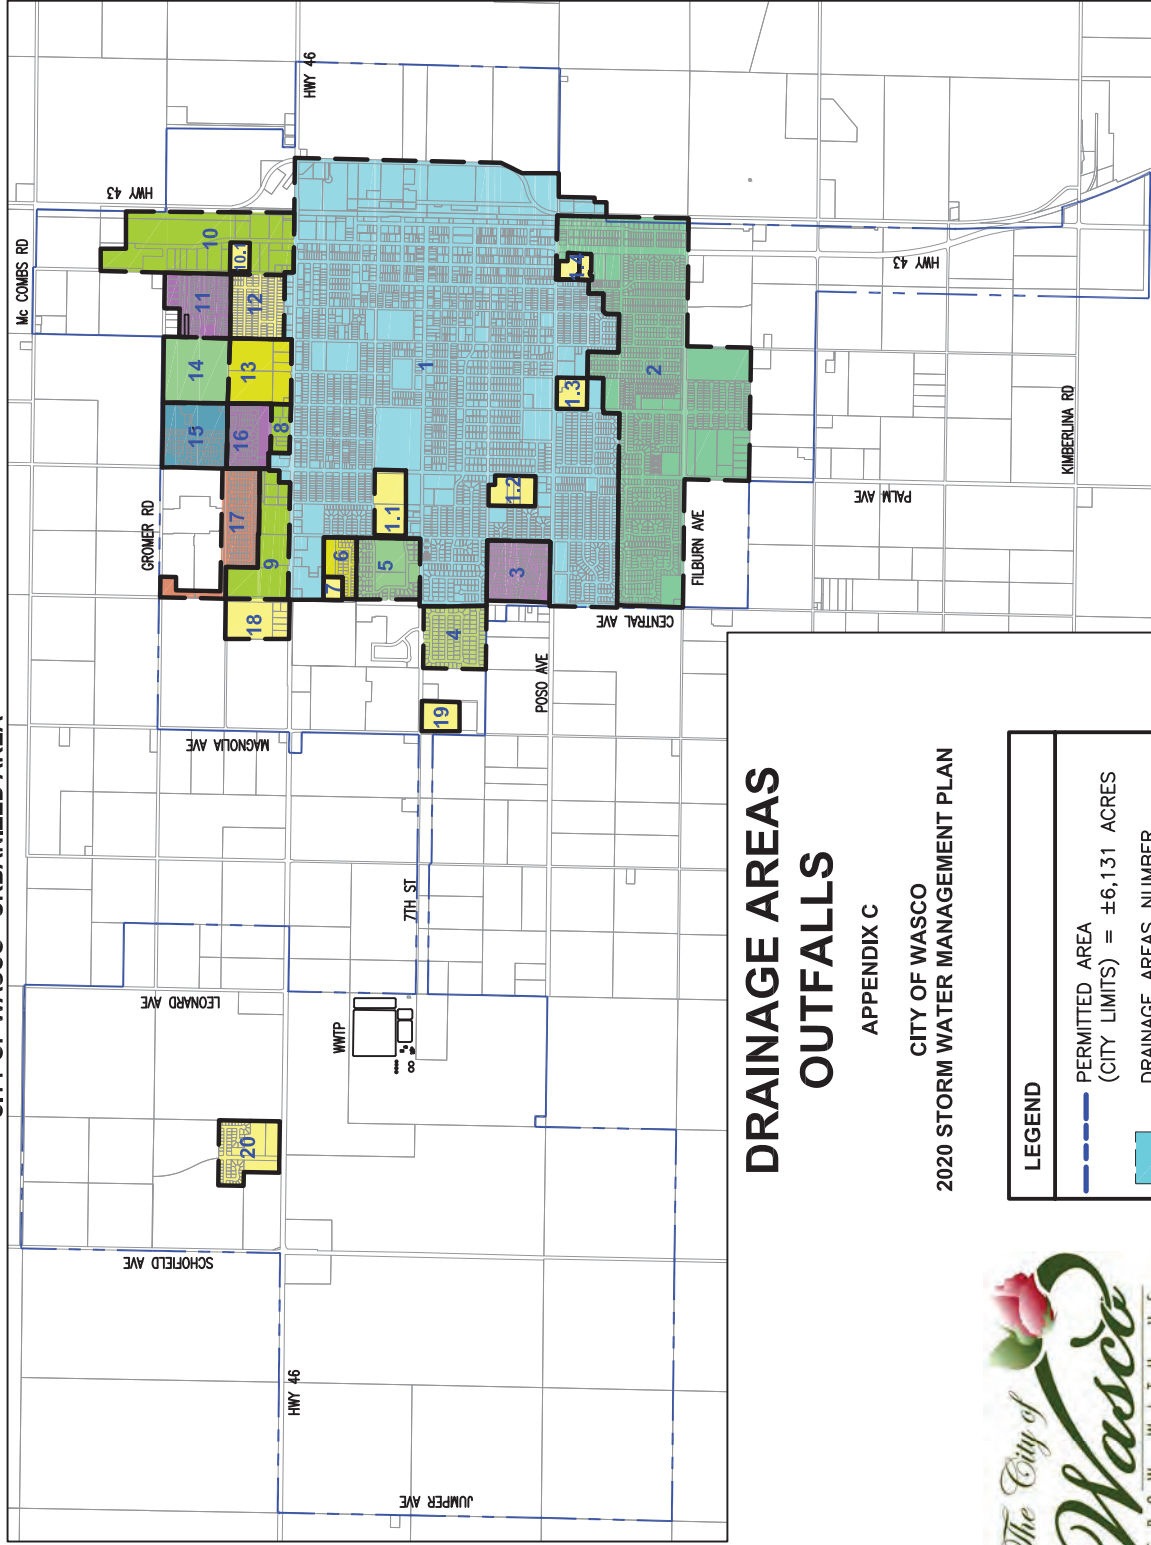 Mc COMBS RD
HWY 43
HWY 46
GROMER RD
MAGNOLIA AVE
LEONARD AVE
SCHOFIELD AVE
HWY 46
JUMPER AVE
WWTP
7TH ST
POSO AVE
CENTRAL AVE
FILBURN AVE
PALM AVE
HWY 43
KIMBERLINA RD
1
1.1
1.2
1.3
1.4
2
3
4
5
6
7
8
9
10
10.1
11
12
13
14
15
16
17
18
19
20
DRAINAGE AREAS
OUTFALLS
APPENDIX C
CITY OF WASCO
2020 STORM WATER MANAGEMENT PLAN
LEGEND
PERMITTED AREA
(CITY LIMITS) = ±6,131 ACRES
DRAINAGE AREAS NUMBER
The City of
Wasco